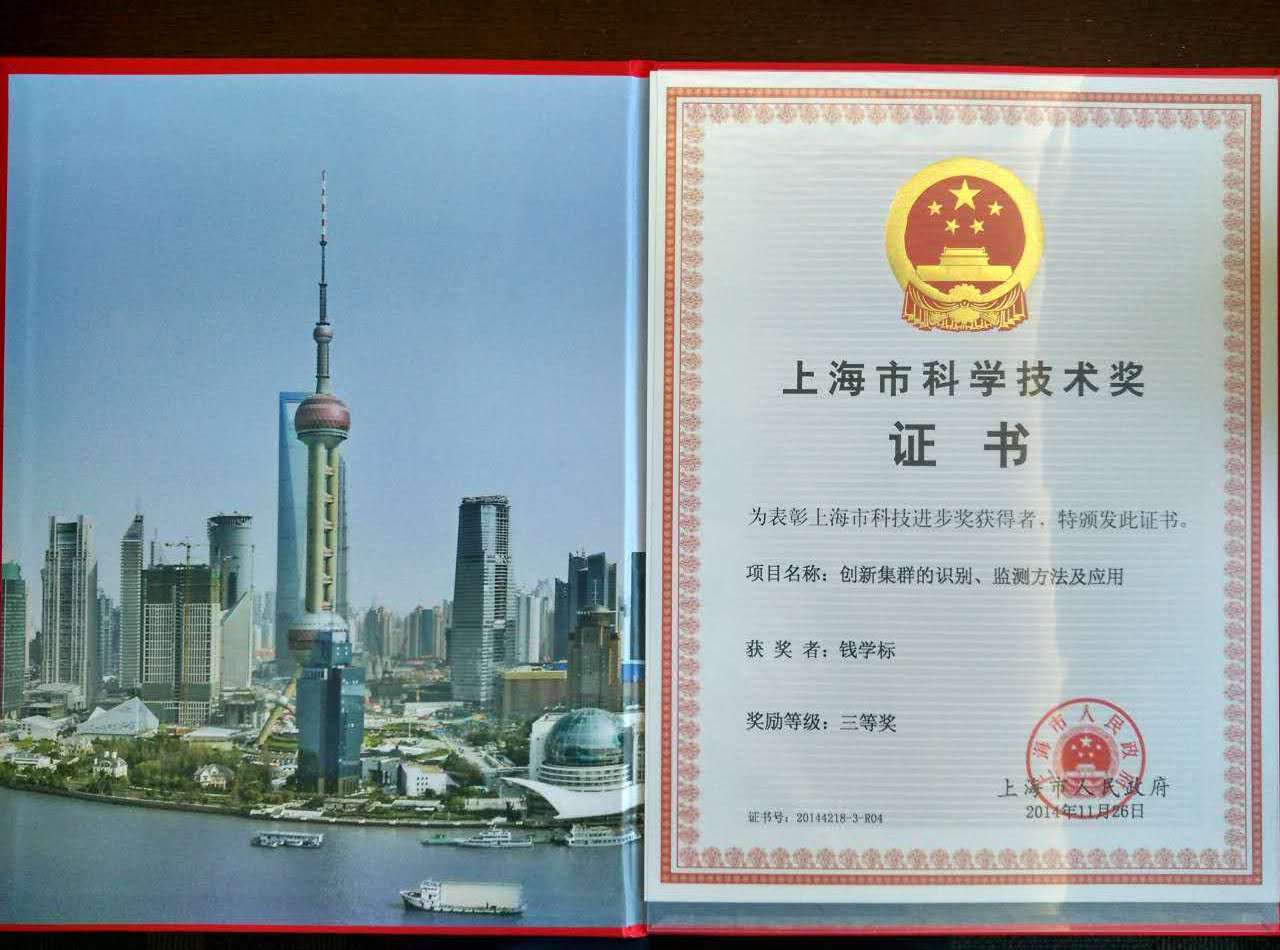 上海市科学技术奖
证 书
为表彰上海市科技进步奖获得者，特颁发此证书。
项目名称：创新集群的识别、监测方法及应用
获 奖 者：钱学标
奖励等级：三等奖
上海市人民政府
上海市人民政府
2014年11月26日
证书号：20144218-3-R04